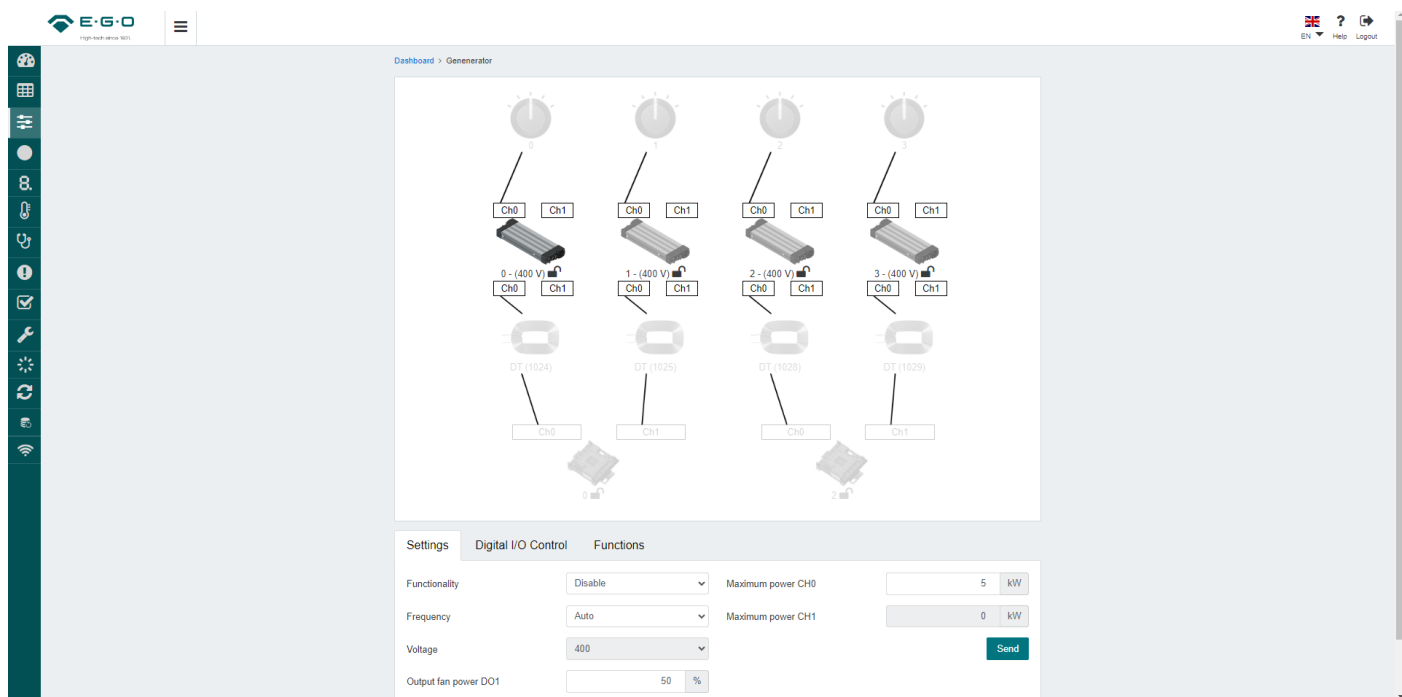 E·G·O
High-tech since 1931
EN Help Logout
Dashboard > Genenerator
0 1 2 3
Ch0 Ch1 Ch0 Ch1 Ch0 Ch1 Ch0 Ch1
0 - (400 V) 1 - (400 V) 2 - (400 V) 3 - (400 V)
Ch0 Ch1 Ch0 Ch1 Ch0 Ch1 Ch0 Ch1
DT (1024) DT (1025) DT (1028) DT (1029)
Ch0 Ch1 Ch0 Ch1
0 2
Settings Digital I/O Control Functions
Functionality Disable Maximum power CH0 5 kW
Frequency Auto Maximum power CH1 0 kW
Voltage 400 Send
Output fan power DO1 50 %